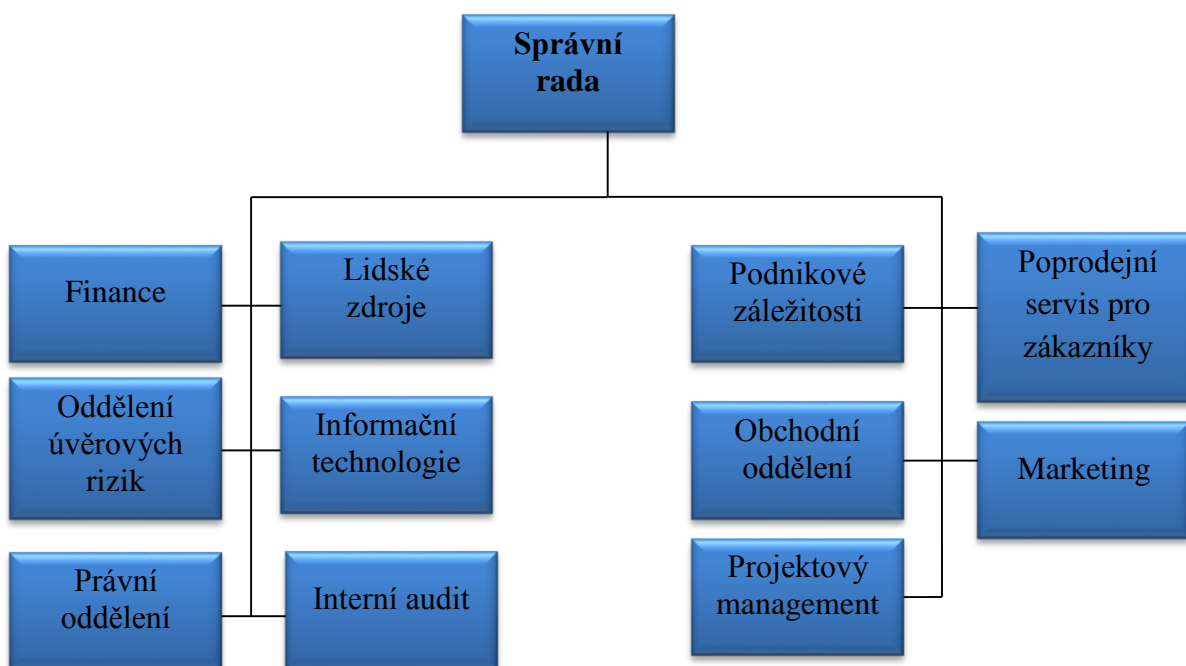 Správní
rada
Finance
Lidské
zdroje
Podnikové
záležitosti
Poprodejní
servis pro
zákazníky
Oddělení
úvěrových
rizik
Informační
technologie
Obchodní
oddělení
Marketing
Právní
oddělení
Interní audit
Projektový
management